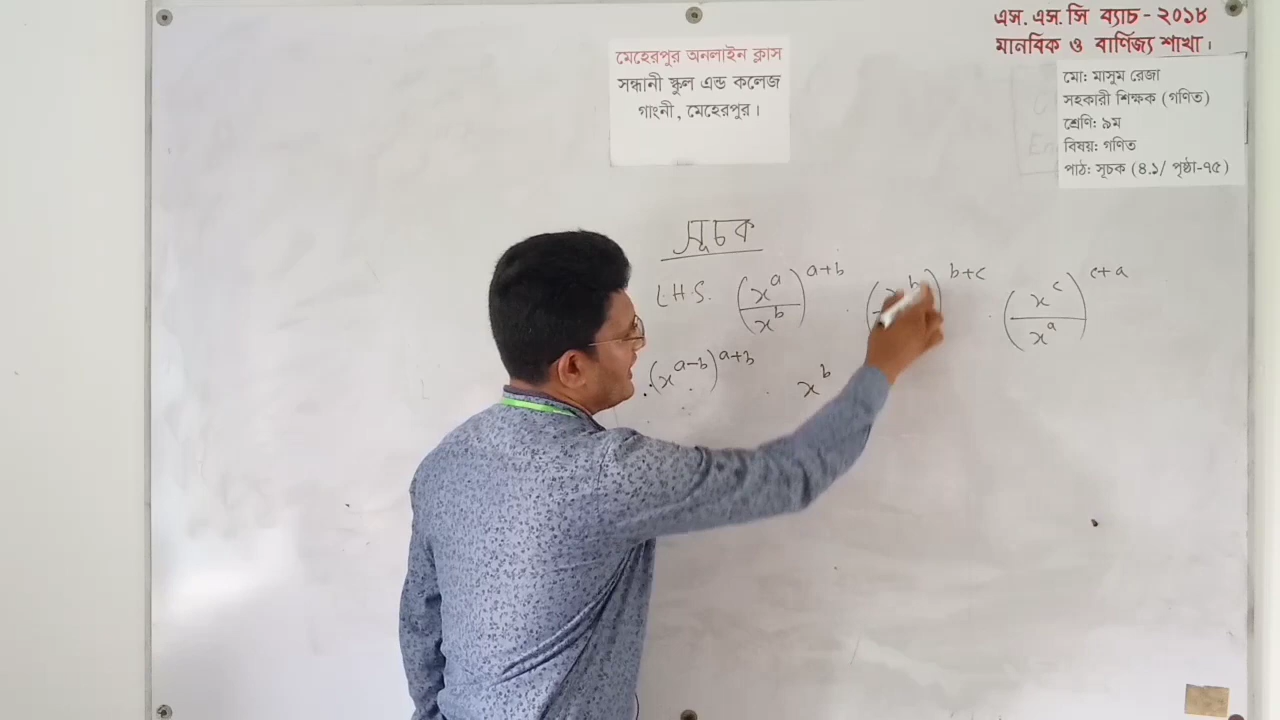 এস. এস. সি ব্যাচ - ২০১৮
মানবিক ও বাণিজ্য শাখা।
মেহেরপুর অনলাইন ক্লাস
সন্ধানী স্কুল এন্ড কলেজ
গাংনী, মেহেরপুর।
মো: মাসুম রেজা
সহকারী শিক্ষক (গণিত)
শ্রেণি: ৯ম
বিষয়: গণিত
পাঠ: সূচক (৪.১/ পৃষ্ঠা-৭৫)
সূচক
L.H.S. (x^a/x^b)^(a+b) . (x^b)^(b+c) . (x^c/x^a)^(c+a)
(x^(a-b))^(a+b) . x^b